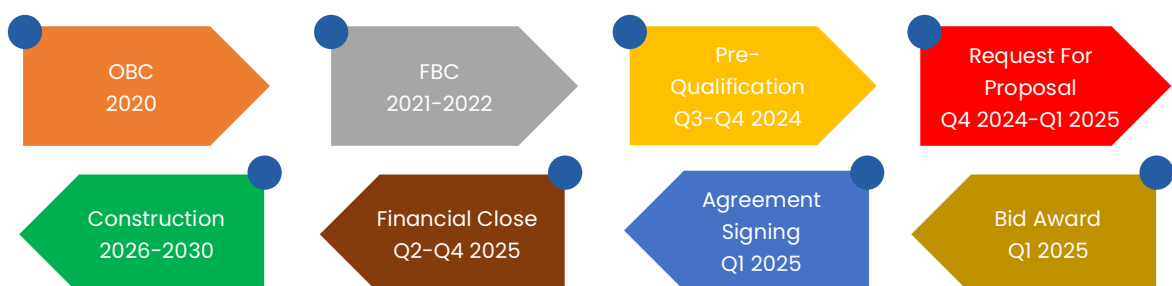 OBC
2020
FBC
2021-2022
Pre-
Qualification
Q3-Q4 2024
Request For
Proposal
Q4 2024-Q1 2025
Construction
2026-2030
Financial Close
Q2-Q4 2025
Agreement
Signing
Q1 2025
Bid Award
Q1 2025